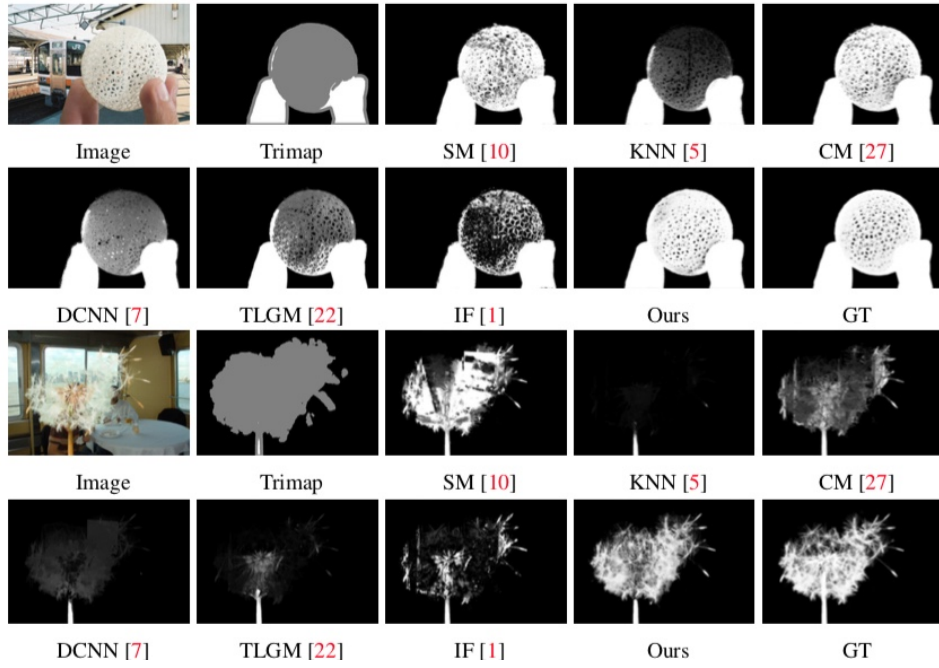 Image Trimap SM [10] KNN [5] CM [27]
DCNN [7] TLGM [22] IF [1] Ours GT
Image Trimap SM [10] KNN [5] CM [27]
DCNN [7] TLGM [22] IF [1] Ours GT